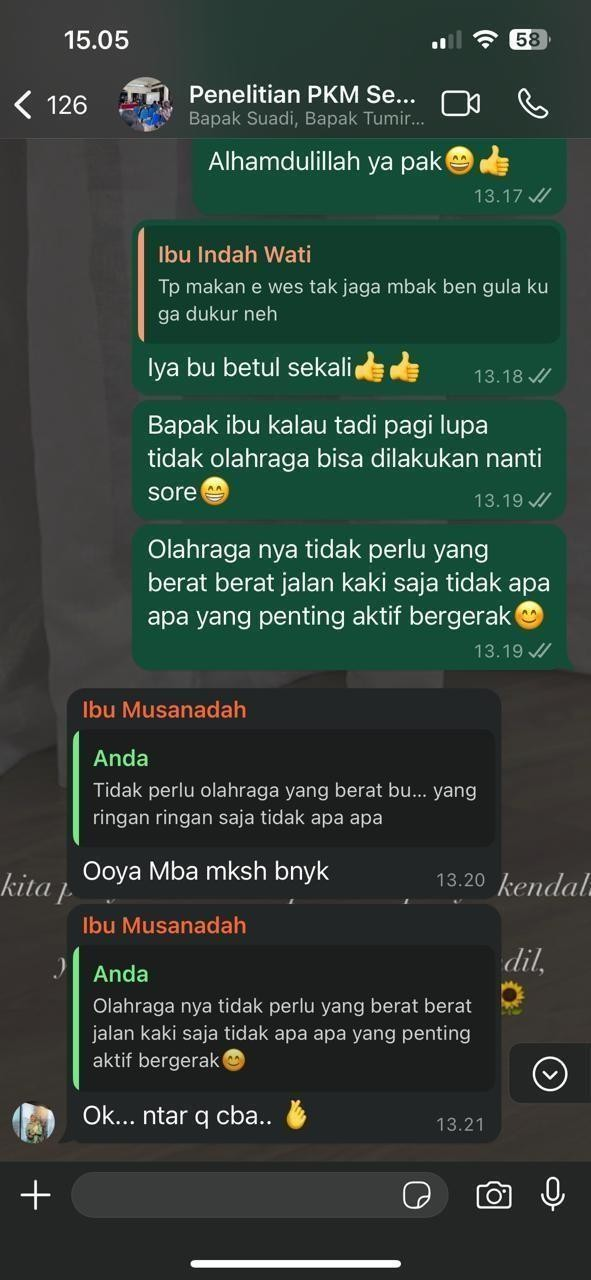 15.05
58
126
Penelitian PKM Se...
Bapak Suadi, Bapak Tumir...
Alhamdulillah ya pak😄👍
13.17
Ibu Indah Wati
Tp makan e wes tak jaga mbak ben gula ku
ga dukur neh
Iya bu betul sekali👍👍
13.18
Bapak ibu kalau tadi pagi lupa
tidak olahraga bisa dilakukan nanti
sore😁
13.19
Olahraga nya tidak perlu yang
berat berat jalan kaki saja tidak apa
apa yang penting aktif bergerak😊
13.19
Ibu Musanadah
Anda
Tidak perlu olahraga yang berat bu... yang
ringan ringan saja tidak apa apa
Ooya Mba mksh bnyk
13.20
kita
kendali
Ibu Musanadah
Anda
Olahraga nya tidak perlu yang berat berat
jalan kaki saja tidak apa apa yang penting
aktif bergerak😊
Ok... ntar q cba.. 🫰
13.21